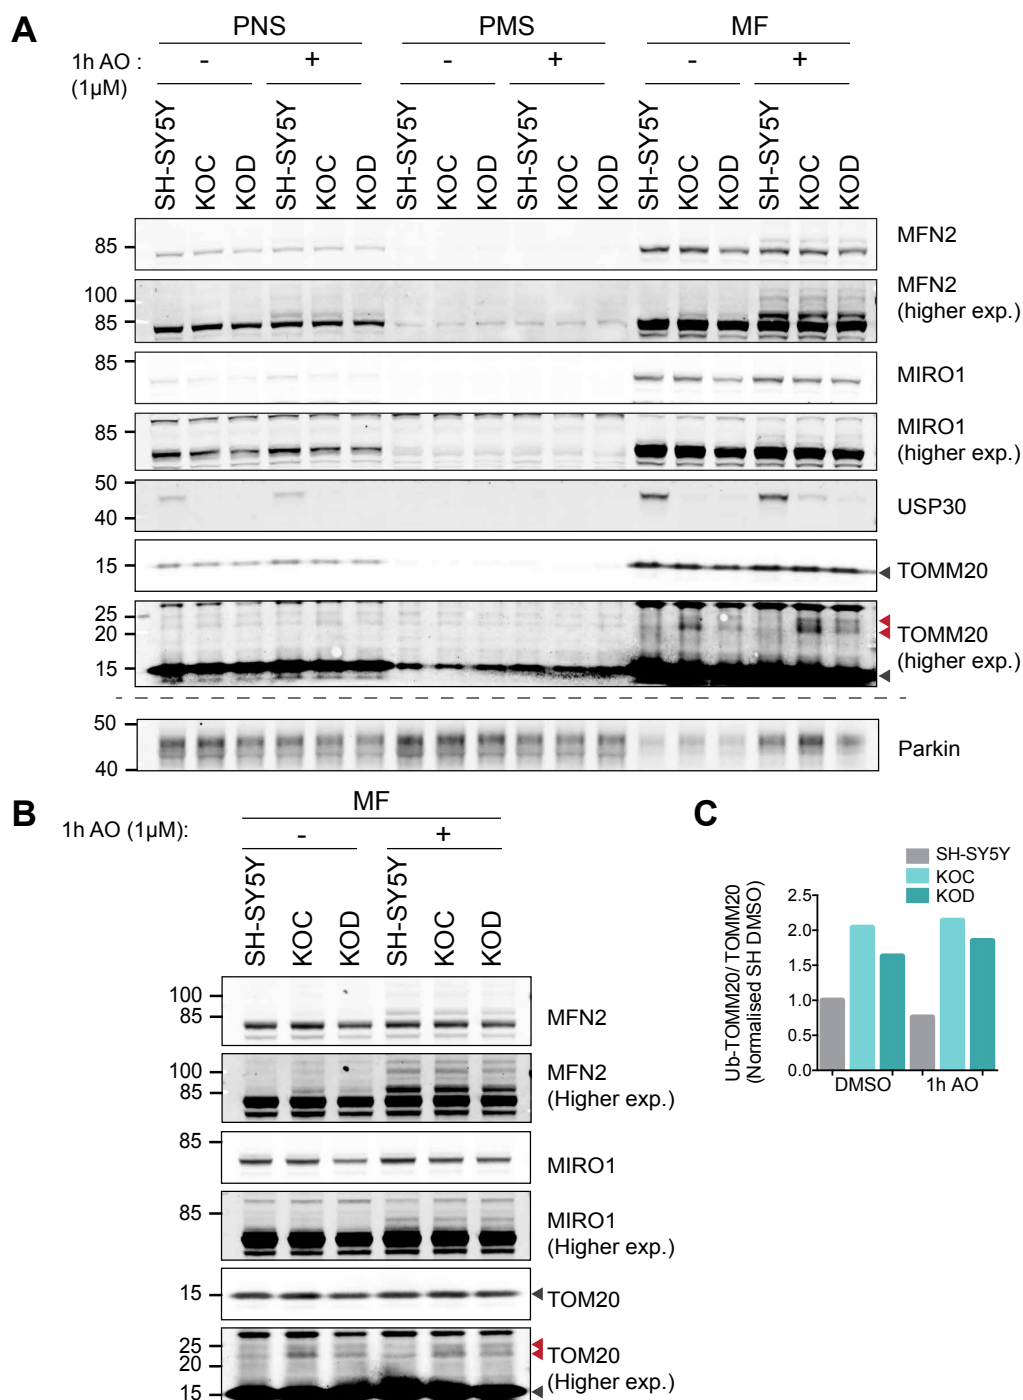 A
PNS PMS MF
1h AO : - + - + - +
(1µM)
SH-SY5Y KOC KOD SH-SY5Y KOC KOD SH-SY5Y KOC KOD SH-SY5Y KOC KOD SH-SY5Y KOC KOD SH-SY5Y KOC KOD
85 MFN2
100 MFN2
85 (higher exp.)
85 MIRO1
85 MIRO1
(higher exp.)
50 USP30
40
15 TOMM20
25
20 TOMM20
15 (higher exp.)
50 Parkin
40
B
MF
1h AO (1µM): - +
SH-SY5Y KOC KOD SH-SY5Y KOC KOD
100
85 MFN2
100 MFN2
85 (Higher exp.)
85
MIRO1
85 MIRO1
(Higher exp.)
15 TOM20
25 TOM20
20 (Higher exp.)
15
C
SH-SY5Y
KOC
KOD
Ub-TOMM20/ TOMM20
(Normalised SH DMSO)
2.5
2.0
1.5
1.0
0.5
0.0
DMSO 1h AO